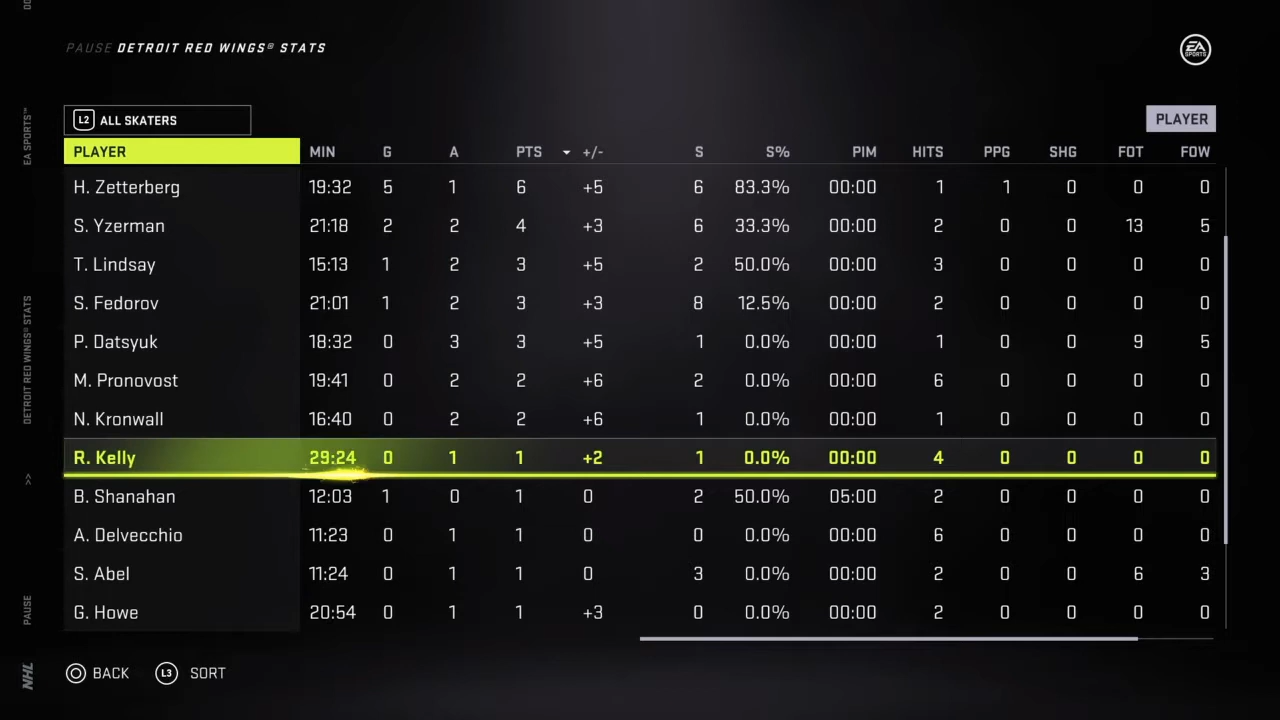 PAUSE DETROIT RED WINGS® STATS
EA SPORTS
L2 ALL SKATERS
PLAYER
PLAYER MIN G A PTS +/- S S% PIM HITS PPG SHG FOT FOW
H. Zetterberg 19:32 5 1 6 +5 6 83.3% 00:00 1 1 0 0 0
S. Yzerman 21:18 2 2 4 +3 6 33.3% 00:00 2 0 0 13 5
T. Lindsay 15:13 1 2 3 +5 2 50.0% 00:00 3 0 0 0 0
S. Fedorov 21:01 1 2 3 +3 8 12.5% 00:00 2 0 0 0 0
P. Datsyuk 18:32 0 3 3 +5 1 0.0% 00:00 1 0 0 9 5
M. Pronovost 19:41 0 2 2 +6 2 0.0% 00:00 6 0 0 0 0
N. Kronwall 16:40 0 2 2 +6 1 0.0% 00:00 1 0 0 0 0
R. Kelly 29:24 0 1 1 +2 1 0.0% 00:00 4 0 0 0 0
B. Shanahan 12:03 1 0 1 0 2 50.0% 05:00 2 0 0 0 0
A. Delvecchio 11:23 0 1 1 0 0 0.0% 00:00 6 0 0 0 0
S. Abel 11:24 0 1 1 0 3 0.0% 00:00 2 0 0 6 3
G. Howe 20:54 0 1 1 +3 0 0.0% 00:00 2 0 0 0 0
BACK L3 SORT
NHL PAUSE >> DETROIT RED WINGS® STATS EA SPORTS™